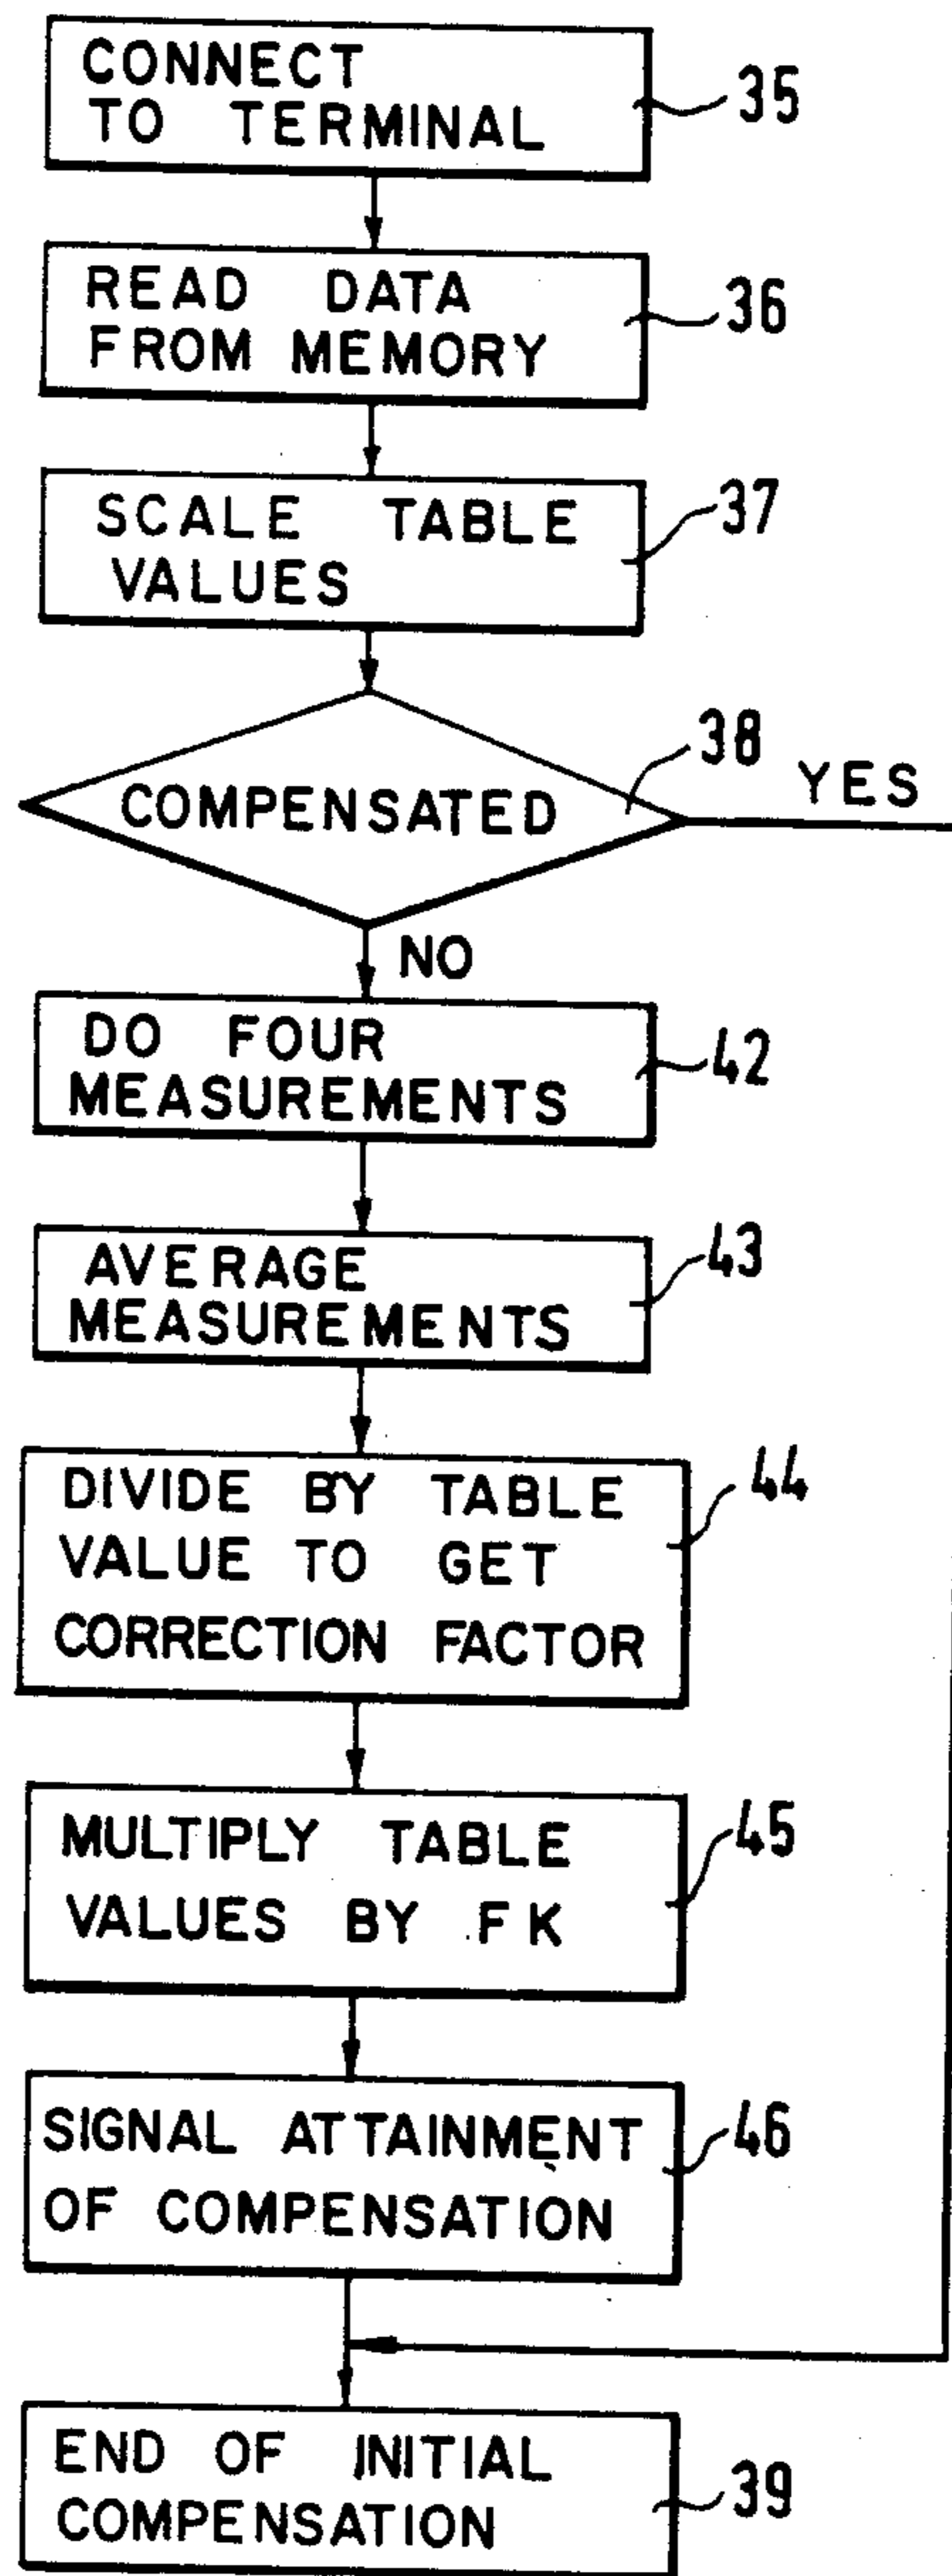 CONNECT
TO TERMINAL
35
READ DATA
FROM MEMORY
36
SCALE TABLE
VALUES
37
COMPENSATED
38
YES
NO
DO FOUR
MEASUREMENTS
42
AVERAGE
MEASUREMENTS
43
DIVIDE BY TABLE
VALUE TO GET
CORRECTION FACTOR
44
MULTIPLY TABLE
VALUES BY FK
45
SIGNAL ATTAINMENT
OF COMPENSATION
46
END OF INITIAL
COMPENSATION
39